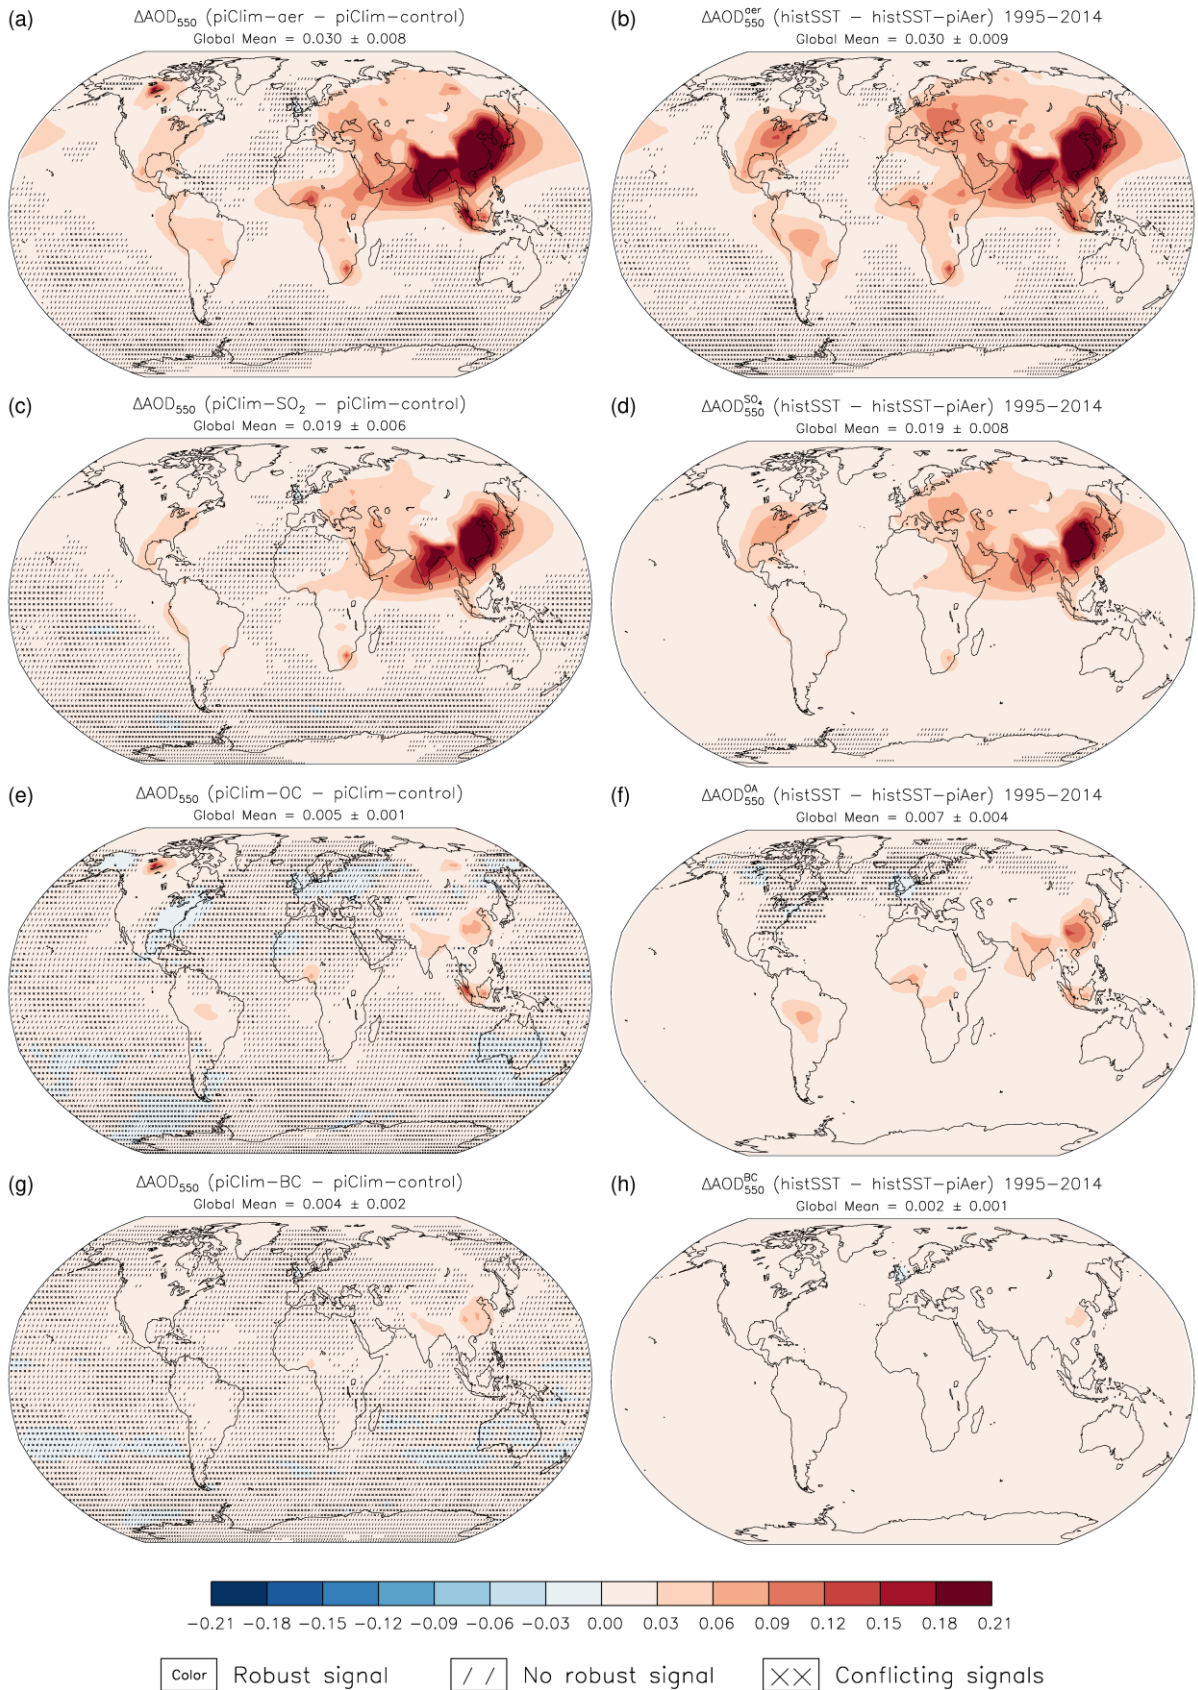 (a) ΔAOD₅₅₀ (piClim-aer - piClim-control)
Global Mean = 0.030 ± 0.008
(b) ΔAOD₅₅₀ᵃᵉʳ (histSST - histSST-piAer) 1995-2014
Global Mean = 0.030 ± 0.009
(c) ΔAOD₅₅₀ (piClim-SO₂ - piClim-control)
Global Mean = 0.019 ± 0.006
(d) ΔAOD₅₅₀^SO₄ (histSST - histSST-piAer) 1995-2014
Global Mean = 0.019 ± 0.008
(e) ΔAOD₅₅₀ (piClim-OC - piClim-control)
Global Mean = 0.005 ± 0.001
(f) ΔAOD₅₅₀^OA (histSST - histSST-piAer) 1995-2014
Global Mean = 0.007 ± 0.004
(g) ΔAOD₅₅₀ (piClim-BC - piClim-control)
Global Mean = 0.004 ± 0.002
(h) ΔAOD₅₅₀^BC (histSST - histSST-piAer) 1995-2014
Global Mean = 0.002 ± 0.001
-0.21 -0.18 -0.15 -0.12 -0.09 -0.06 -0.03 0.00 0.03 0.06 0.09 0.12 0.15 0.18 0.21
Color Robust signal // No robust signal XX Conflicting signals